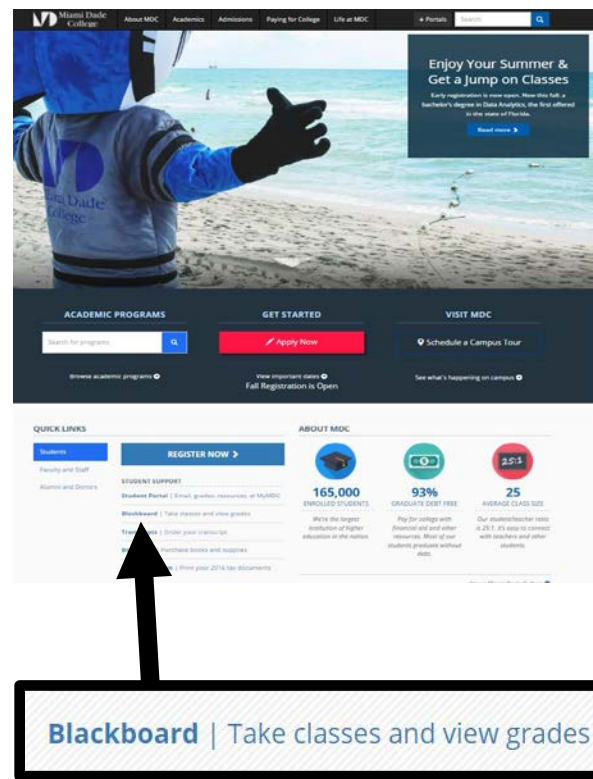 Miami Dade
College
About MDC
Academics
Admissions
Paying for College
Life at MDC
+ Portals
Search
Enjoy Your Summer &
Get a Jump on Classes
Early registration is now open. New this fall: a
bachelor's degree in Data Analytics, the first offered
in the state of Florida.
Read more
Miami Dade
College
ACADEMIC PROGRAMS
Search for programs
Browse academic programs
GET STARTED
Apply Now
View important dates
Fall Registration is Open
VISIT MDC
Schedule a Campus Tour
See what's happening on campus
QUICK LINKS
Students
Faculty and Staff
Alumni and Donors
REGISTER NOW
STUDENT SUPPORT
Student Portal | Email, grades, resources, at MyMDC
Blackboard | Take classes and view grades
| Order your transcript
Purchase books and supplies
| Print your 2016 tax documents
ABOUT MDC
165,000
ENROLLED STUDENTS
We're the largest
institution of higher
education in the nation.
93%
GRADUATE DEBT FREE
Pay for college with
financial aid and other
resources. Most of our
students graduate without
debt.
25:1
25
AVERAGE CLASS SIZE
Our student/teacher ratio
is 25:1. It's easy to connect
with teachers and other
students.
Blackboard | Take classes and view grades